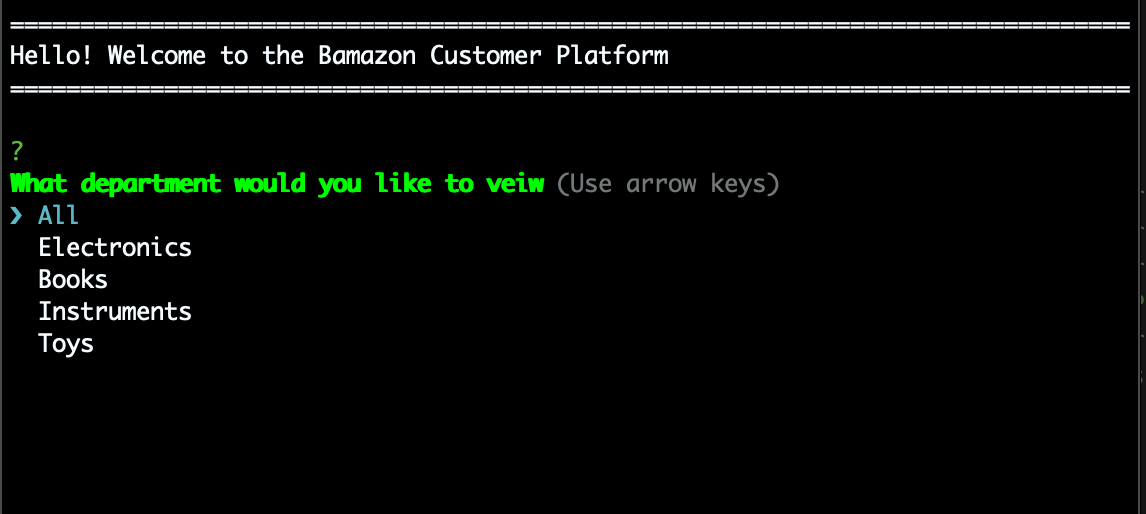 ================================================================================
Hello! Welcome to the Bamazon Customer Platform
================================================================================
?
What department would you like to veiw (Use arrow keys)
❯ All
Electronics
Books
Instruments
Toys